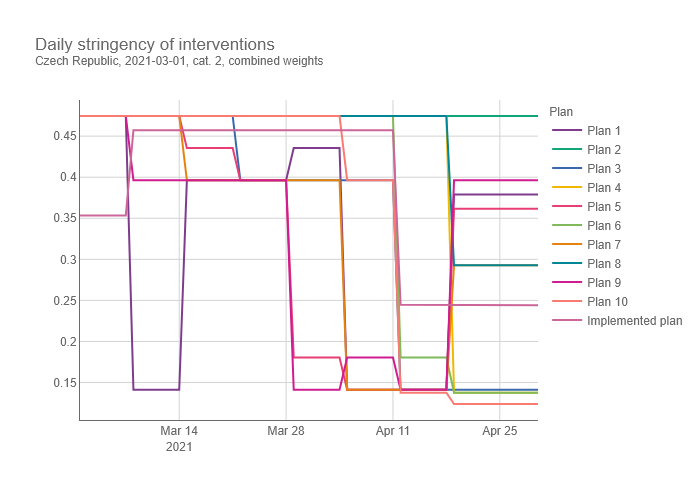 Daily stringency of interventions
Czech Republic, 2021-03-01, cat. 2, combined weights
Plan
Plan 1
Plan 2
Plan 3
Plan 4
Plan 5
Plan 6
Plan 7
Plan 8
Plan 9
Plan 10
Implemented plan
0.45
0.4
0.35
0.3
0.25
0.2
0.15
Mar 14
2021
Mar 28
Apr 11
Apr 25